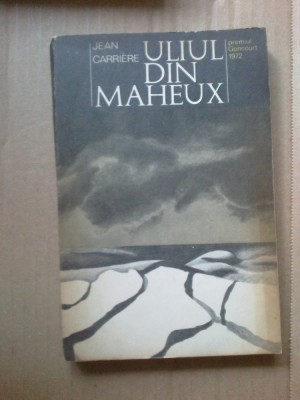 JEAN
CARRIÈRE
ULIUL
DIN
MAHEUX
premiul
Goncourt
1972